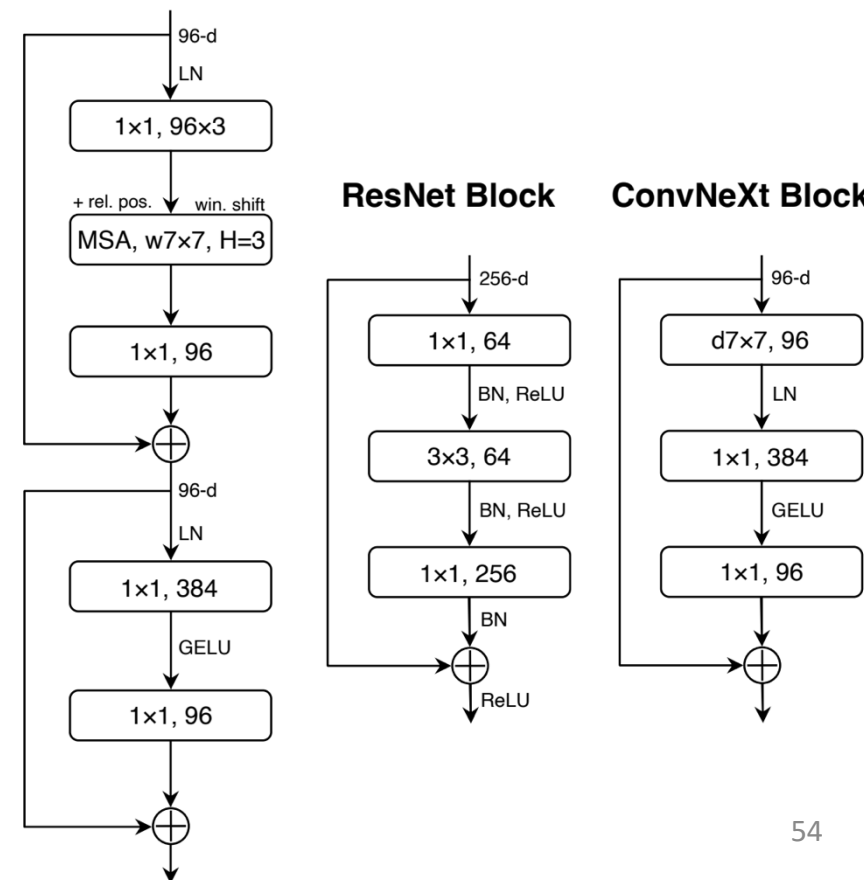 96-d
LN
1×1, 96×3
+ rel. pos. win. shift
MSA, w7×7, H=3
1×1, 96
96-d
LN
1×1, 384
GELU
1×1, 96
ResNet Block
256-d
1×1, 64
BN, ReLU
3×3, 64
BN, ReLU
1×1, 256
BN
ReLU
ConvNeXt Block
96-d
d7×7, 96
LN
1×1, 384
GELU
1×1, 96
54